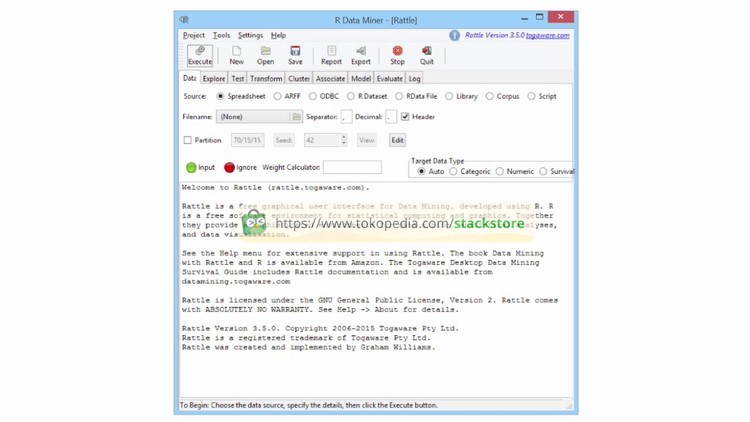 R Data Miner - [Rattle]
Project Tools Settings Help
Rattle Version 3.5.0 togaware.com
Execute New Open Save Report Export Stop Quit
Data Explore Test Transform Cluster Associate Model Evaluate Log
Source: Spreadsheet ARFF ODBC R Dataset RData File Library Corpus Script
Filename: (None) Separator: , Decimal: . Header
Partition 70/15/15 Seed: 42 View Edit
Input Ignore Weight Calculator: Target Data Type
Auto Categoric Numeric Survival
Welcome to Rattle (rattle.togaware.com).
Rattle is a free graphical user interface for Data Mining, developed using R. R
is a free software environment for statistical computing and graphics. Together
they provide
https://www.tokopedia.com/stackstore
and data
See the Help menu for extensive support in using Rattle. The book Data Mining
with Rattle and R is available from Amazon. The Togaware Desktop Data Mining
Survival Guide includes Rattle documentation and is available from
datamining.togaware.com
Rattle is licensed under the GNU General Public License, Version 2. Rattle comes
with ABSOLUTELY NO WARRANTY. See Help -> About for details.
Rattle Version 3.5.0. Copyright 2006-2015 Togaware Pty Ltd.
Rattle is a registered trademark of Togaware Pty Ltd.
Rattle was created and implemented by Graham Williams.
To Begin: Choose the data source, specify the details, then click the Execute button.